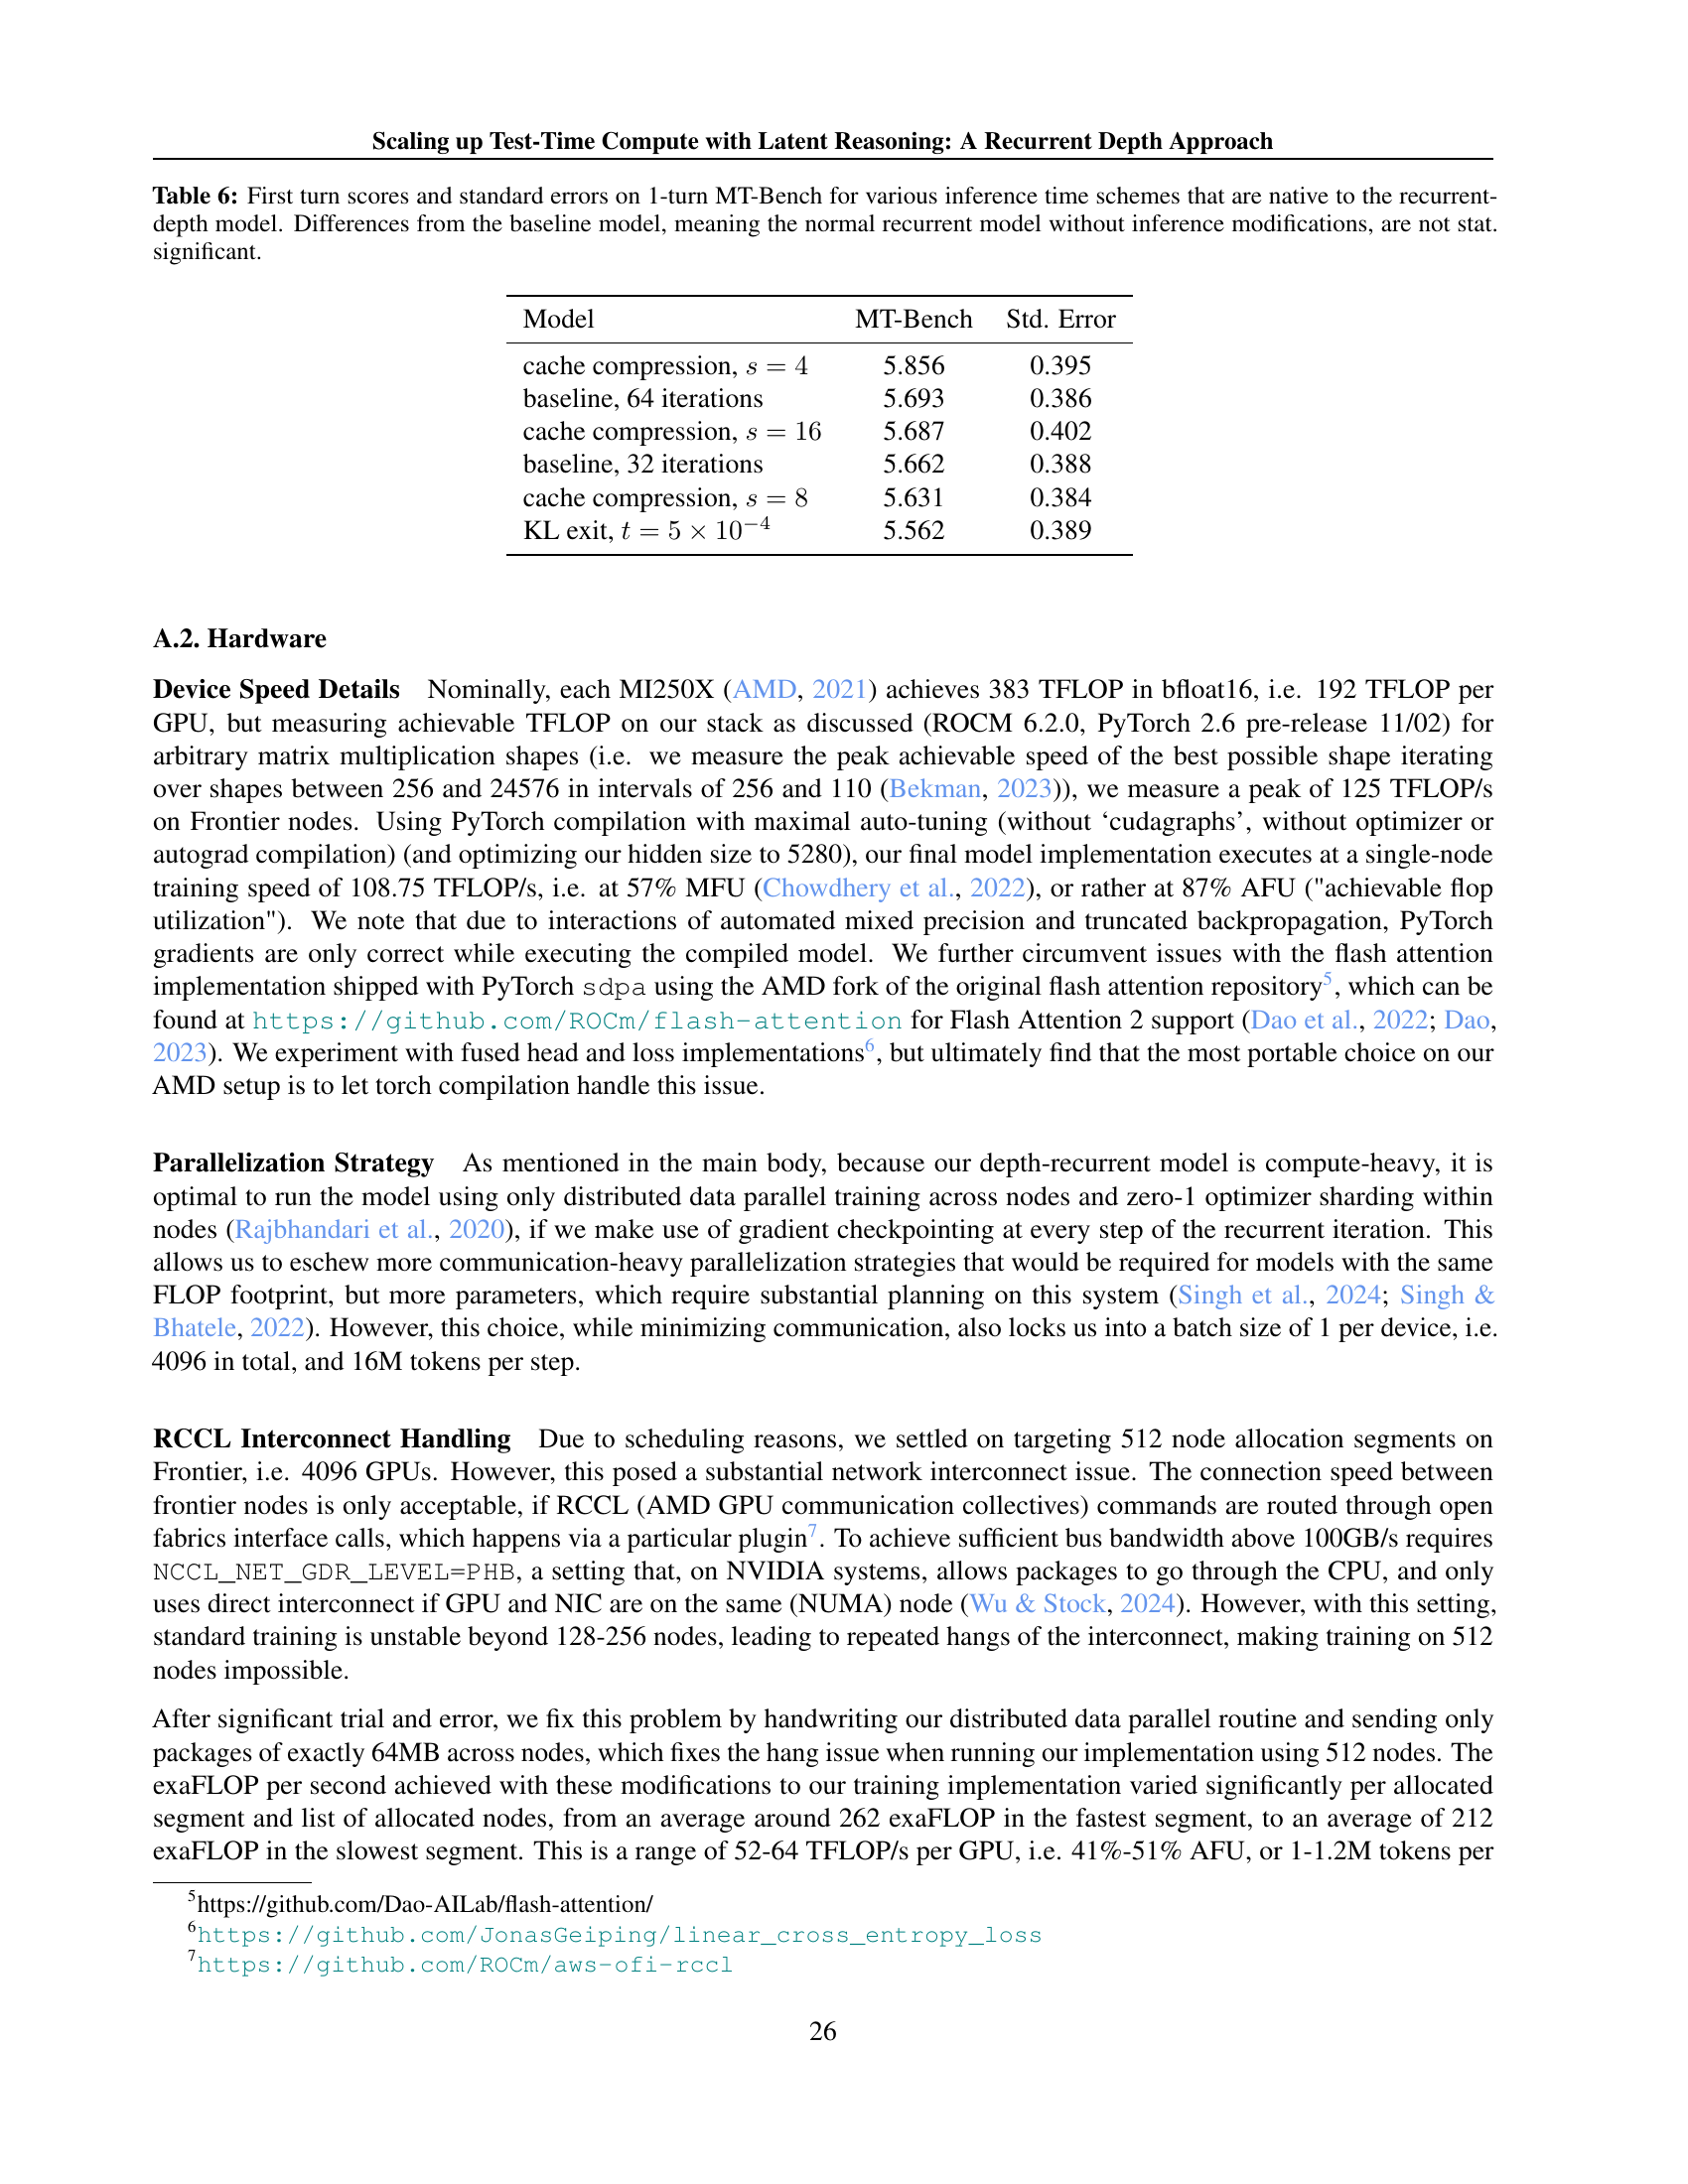 Scaling up Test-Time Compute with Latent Reasoning: A Recurrent Depth Approach
Table 6: First turn scores and standard errors on 1-turn MT-Bench for various inference time schemes that are native to the recurrent-
depth model. Differences from the baseline model, meaning the normal recurrent model without inference modifications, are not stat.
significant.
Model MT-Bench Std. Error
cache compression, s = 4 5.856 0.395
baseline, 64 iterations 5.693 0.386
cache compression, s = 16 5.687 0.402
baseline, 32 iterations 5.662 0.388
cache compression, s = 8 5.631 0.384
KL exit, t = 5 × 10⁻⁴ 5.562 0.389
A.2. Hardware
Device Speed Details Nominally, each MI250X (AMD, 2021) achieves 383 TFLOP in bfloat16, i.e. 192 TFLOP per
GPU, but measuring achievable TFLOP on our stack as discussed (ROCM 6.2.0, PyTorch 2.6 pre-release 11/02) for
arbitrary matrix multiplication shapes (i.e. we measure the peak achievable speed of the best possible shape iterating
over shapes between 256 and 24576 in intervals of 256 and 110 (Bekman, 2023)), we measure a peak of 125 TFLOP/s
on Frontier nodes. Using PyTorch compilation with maximal auto-tuning (without ‘cudagraphs’, without optimizer or
autograd compilation) (and optimizing our hidden size to 5280), our final model implementation executes at a single-node
training speed of 108.75 TFLOP/s, i.e. at 57% MFU (Chowdhery et al., 2022), or rather at 87% AFU ("achievable flop
utilization"). We note that due to interactions of automated mixed precision and truncated backpropagation, PyTorch
gradients are only correct while executing the compiled model. We further circumvent issues with the flash attention
implementation shipped with PyTorch sdpa using the AMD fork of the original flash attention repository⁵, which can be
found at https://github.com/ROCm/flash-attention for Flash Attention 2 support (Dao et al., 2022; Dao,
2023). We experiment with fused head and loss implementations⁶, but ultimately find that the most portable choice on our
AMD setup is to let torch compilation handle this issue.
Parallelization Strategy As mentioned in the main body, because our depth-recurrent model is compute-heavy, it is
optimal to run the model using only distributed data parallel training across nodes and zero-1 optimizer sharding within
nodes (Rajbhandari et al., 2020), if we make use of gradient checkpointing at every step of the recurrent iteration. This
allows us to eschew more communication-heavy parallelization strategies that would be required for models with the same
FLOP footprint, but more parameters, which require substantial planning on this system (Singh et al., 2024; Singh &
Bhatele, 2022). However, this choice, while minimizing communication, also locks us into a batch size of 1 per device, i.e.
4096 in total, and 16M tokens per step.
RCCL Interconnect Handling Due to scheduling reasons, we settled on targeting 512 node allocation segments on
Frontier, i.e. 4096 GPUs. However, this posed a substantial network interconnect issue. The connection speed between
frontier nodes is only acceptable, if RCCL (AMD GPU communication collectives) commands are routed through open
fabrics interface calls, which happens via a particular plugin⁷. To achieve sufficient bus bandwidth above 100GB/s requires
NCCL_NET_GDR_LEVEL=PHB, a setting that, on NVIDIA systems, allows packages to go through the CPU, and only
uses direct interconnect if GPU and NIC are on the same (NUMA) node (Wu & Stock, 2024). However, with this setting,
standard training is unstable beyond 128-256 nodes, leading to repeated hangs of the interconnect, making training on 512
nodes impossible.
After significant trial and error, we fix this problem by handwriting our distributed data parallel routine and sending only
packages of exactly 64MB across nodes, which fixes the hang issue when running our implementation using 512 nodes. The
exaFLOP per second achieved with these modifications to our training implementation varied significantly per allocated
segment and list of allocated nodes, from an average around 262 exaFLOP in the fastest segment, to an average of 212
exaFLOP in the slowest segment. This is a range of 52-64 TFLOP/s per GPU, i.e. 41%-51% AFU, or 1-1.2M tokens per
⁵https://github.com/Dao-AILab/flash-attention/
⁶https://github.com/JonasGeiping/linear_cross_entropy_loss
⁷https://github.com/ROCm/aws-ofi-rccl
26